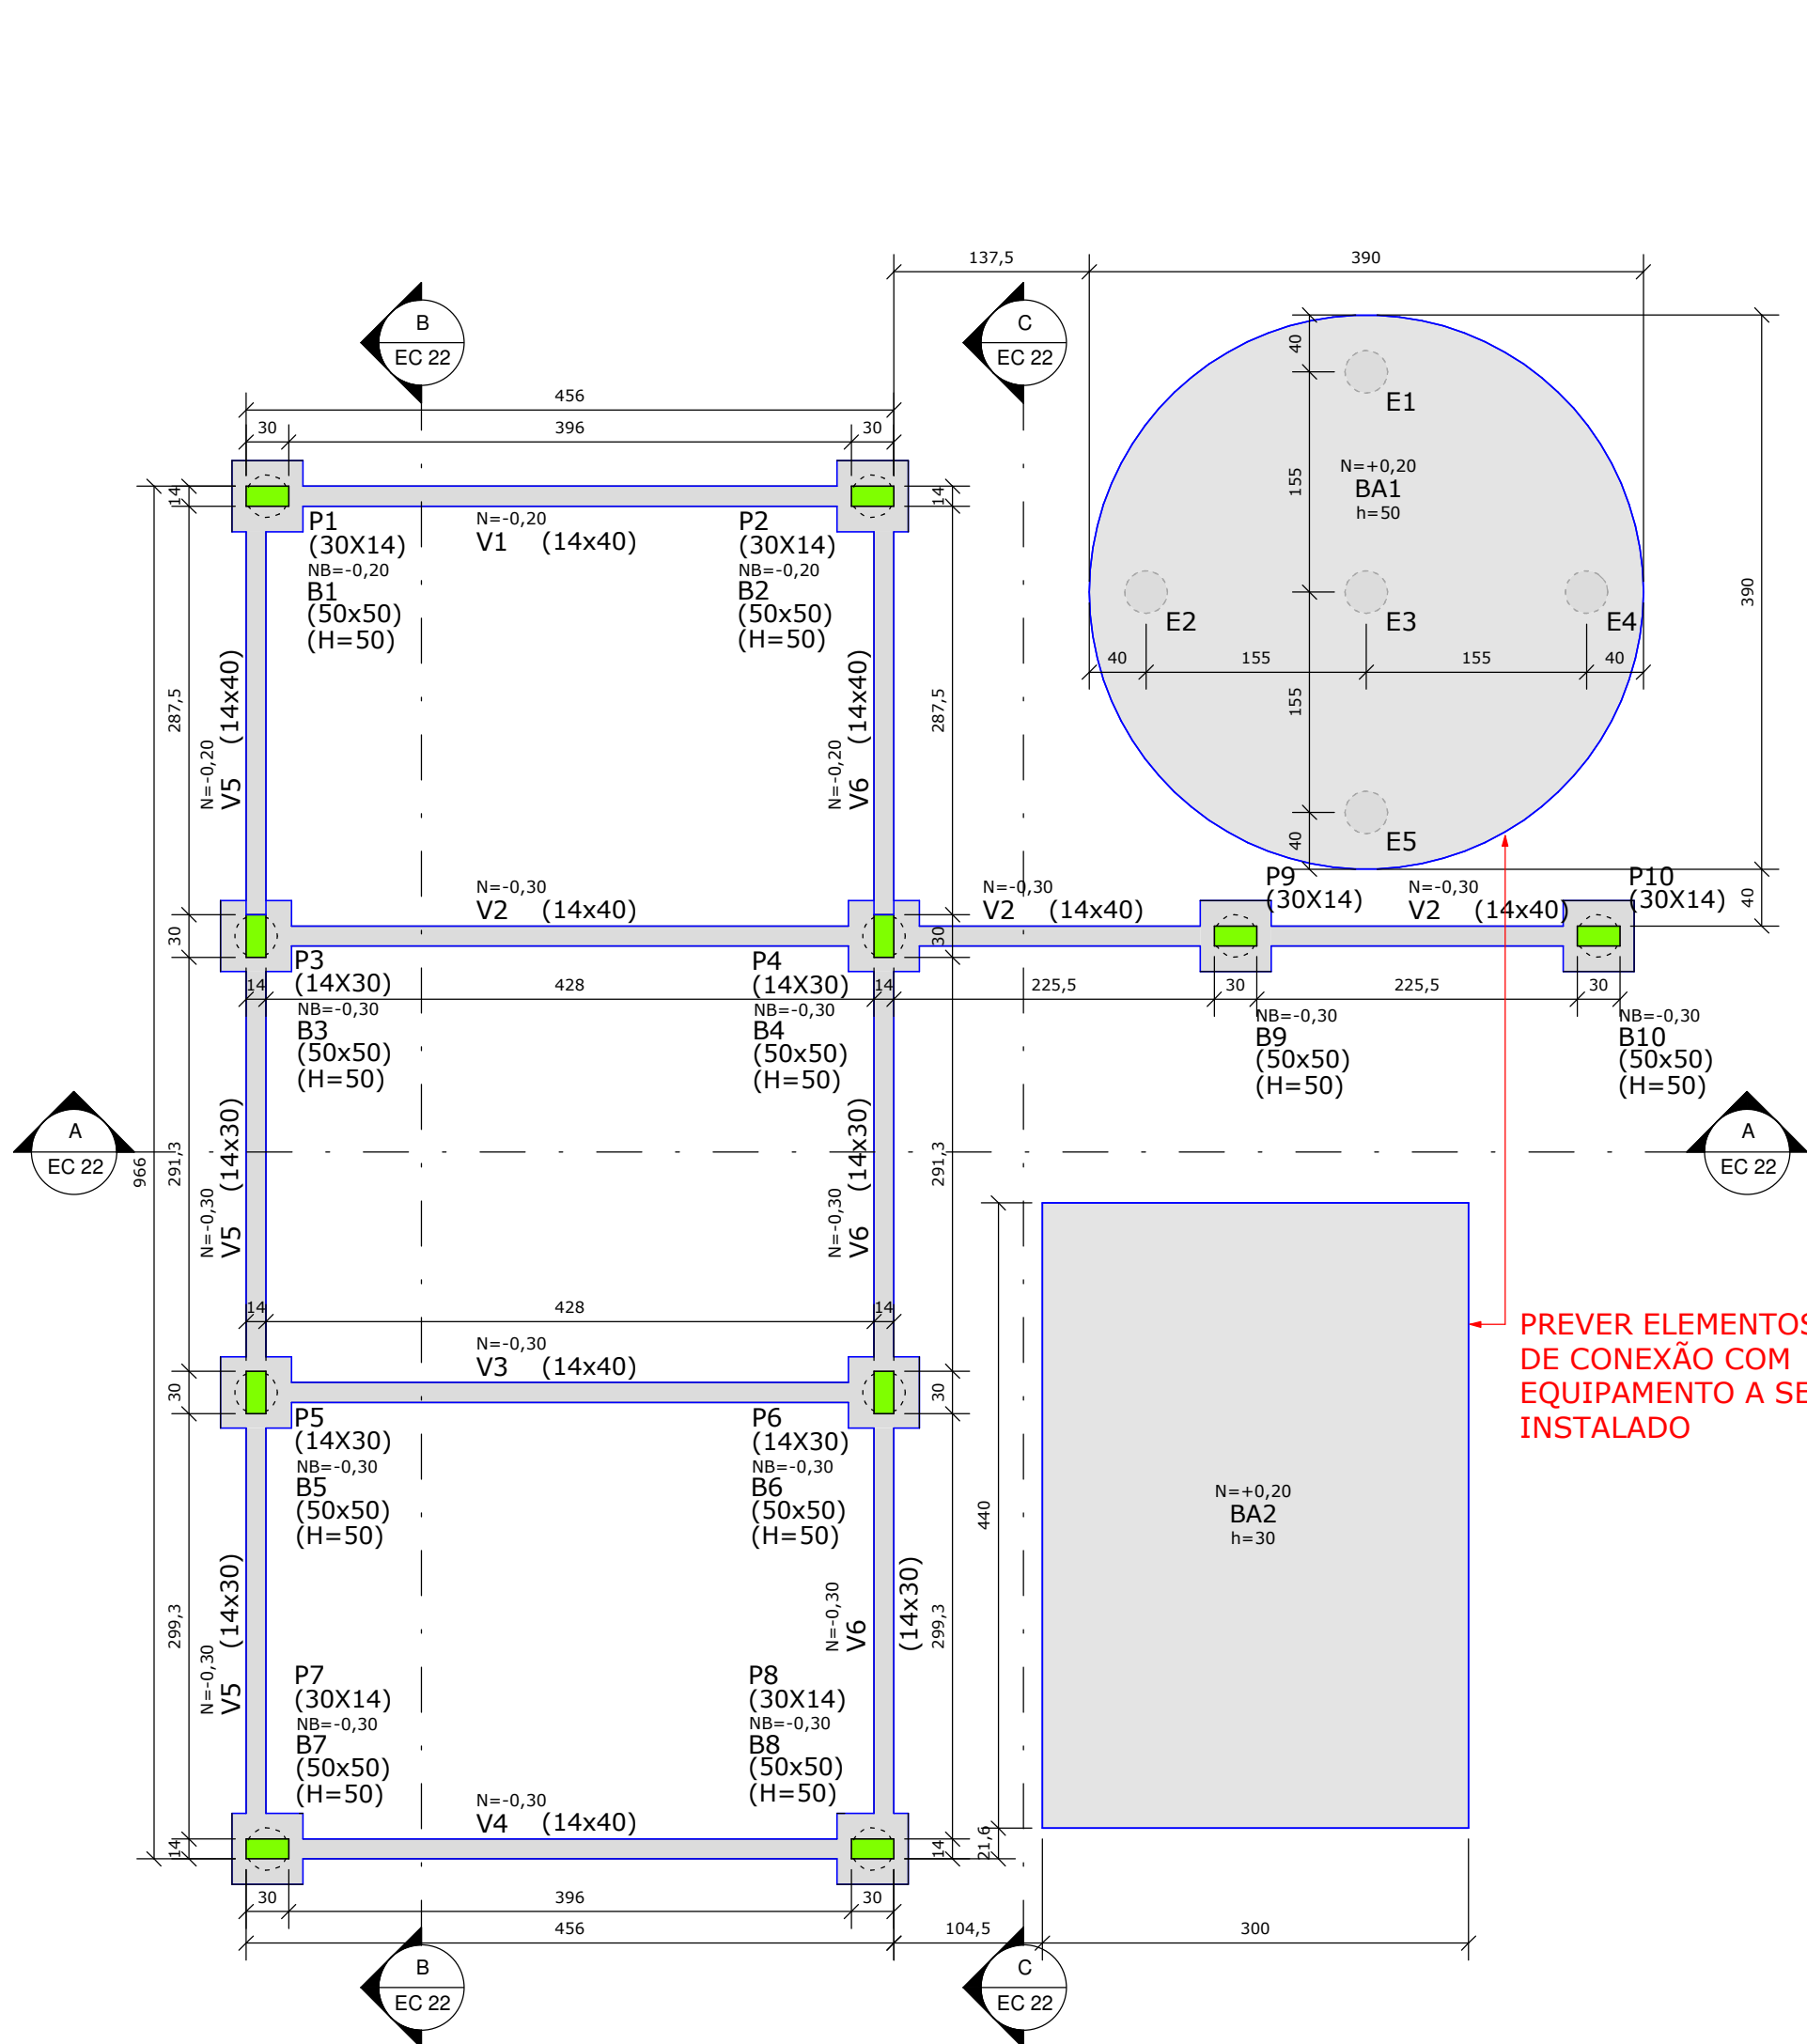 137,5
390
B
EC 22
C
EC 22
456
30
396
30
40
155
155
40
E1
N=+0,20
BA1
h=50
E2
E3
E4
E5
40
155
155
40
390
40
14
14
P1
(30X14)
NB=-0,20
B1
(50x50)
(H=50)
N=-0,20
V1 (14x40)
P2
(30X14)
NB=-0,20
B2
(50x50)
(H=50)
287,5
N=-0,20
V5 (14x40)
N=-0,20
V6 (14x40)
287,5
N=-0,30
V2 (14x40)
N=-0,30
V2 (14x40)
P9
(30X14)
N=-0,30
V2 (14x40)
P10
(30X14)
30
30
P3
(14X30)
NB=-0,30
B3
(50x50)
(H=50)
P4
(14X30)
NB=-0,30
B4
(50x50)
(H=50)
14
428
14
225,5
30
225,5
30
NB=-0,30
B9
(50x50)
(H=50)
NB=-0,30
B10
(50x50)
(H=50)
A
EC 22
A
EC 22
966
291,3
N=-0,30
V5 (14x30)
N=-0,30
V6 (14x30)
291,3
14
428
14
N=-0,30
V3 (14x40)
30
30
P5
(14X30)
NB=-0,30
B5
(50x50)
(H=50)
P6
(14X30)
NB=-0,30
B6
(50x50)
(H=50)
PREVER ELEMENTOS
DE CONEXÃO COM
EQUIPAMENTO A SE
INSTALADO
440
N=+0,20
BA2
h=30
299,3
N=-0,30
V5 (14x30)
N=-0,30
V6 (14x30)
299,3
P7
(30X14)
NB=-0,30
B7
(50x50)
(H=50)
P8
(30X14)
NB=-0,30
B8
(50x50)
(H=50)
N=-0,30
V4 (14x40)
14
14
21,6
30
396
30
456
104,5
300
B
EC 22
C
EC 22